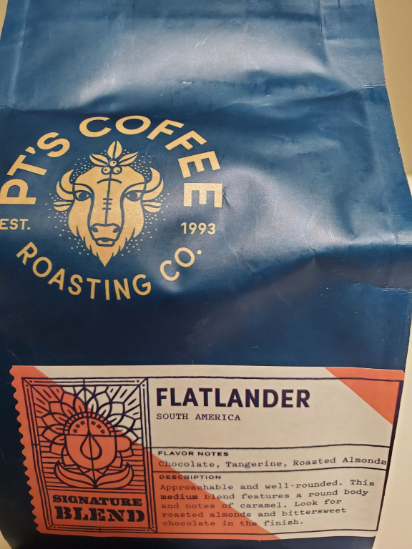 PT'S COFFEE
EST. 1993
ROASTING CO.
FLATLANDER
SOUTH AMERICA
FLAVOR NOTES
Chocolate, Tangerine, Roasted Almonds
DESCRIPTION
Approachable and well-rounded. This
medium blend features a round body
and notes of caramel. Look for
roasted almonds and bittersweet
chocolate in the finish.
SIGNATURE
BLEND